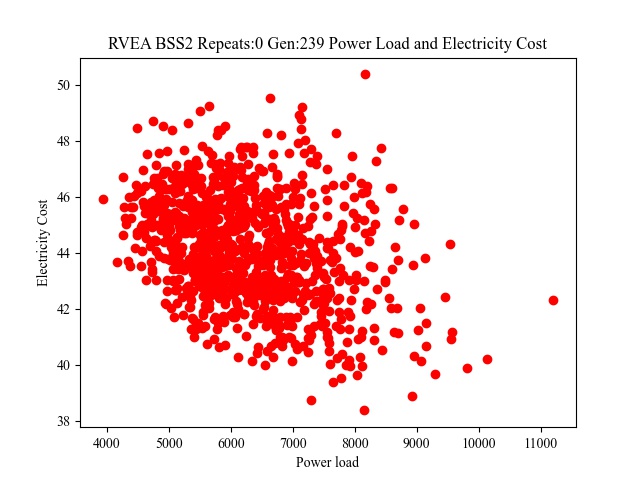 RVEA BSS2 Repeats:0 Gen:239 Power Load and Electricity Cost
50
48
46
44
42
40
38
Electricity Cost
4000 5000 6000 7000 8000 9000 10000 11000
Power load